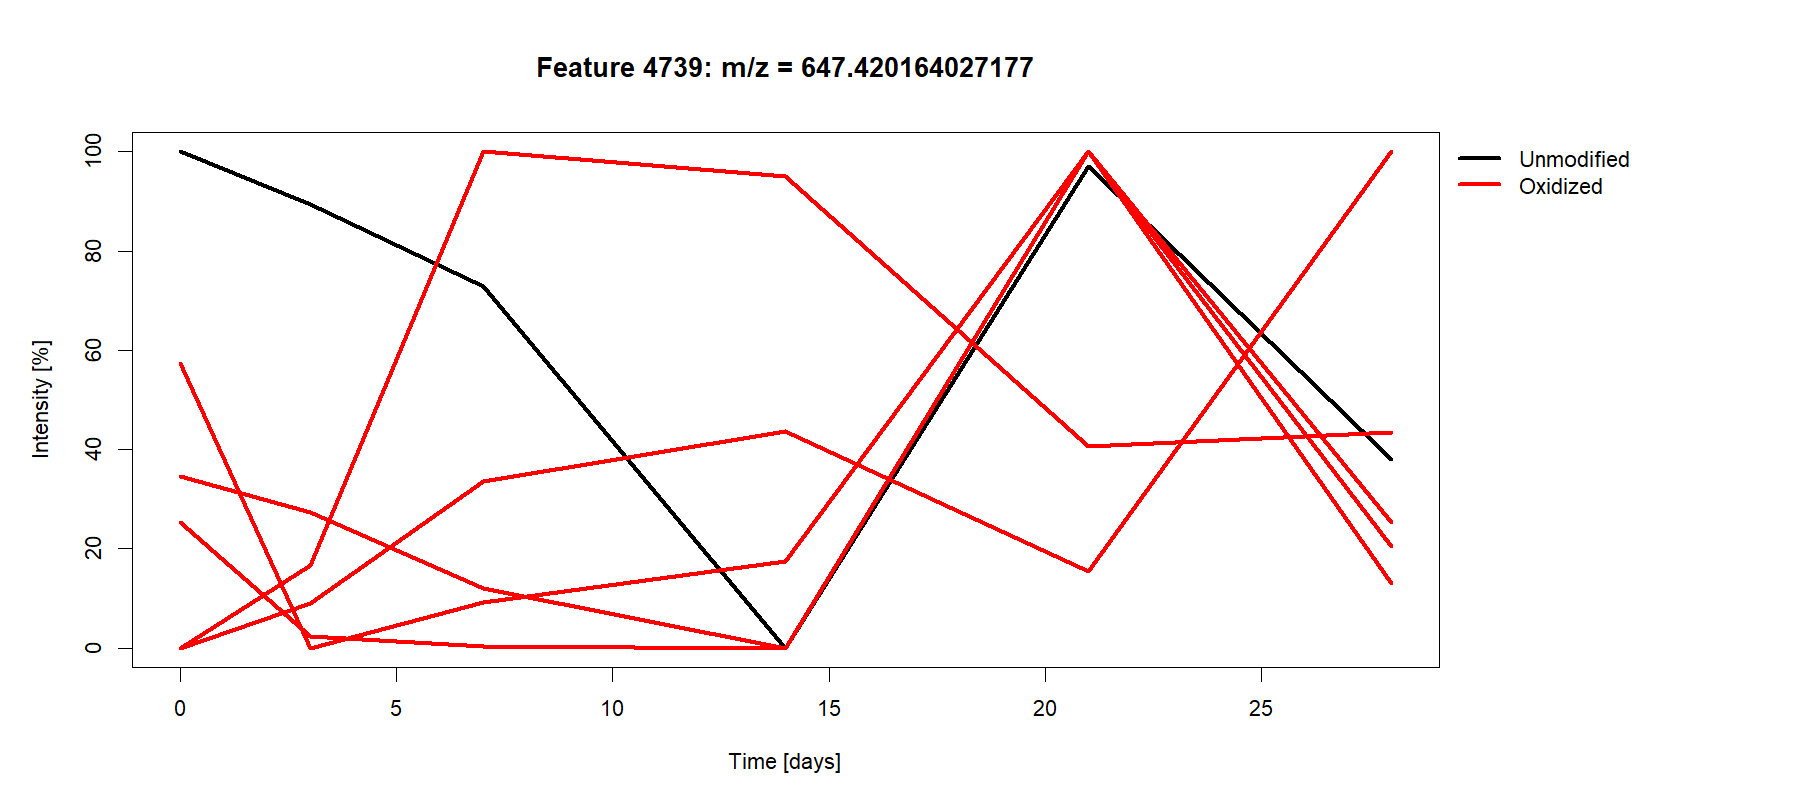 Feature 4739: m/z = 647.420164027177
Unmodified
Oxidized
Intensity [%]
100
80
60
40
20
0
0 5 10 15 20 25
Time [days]